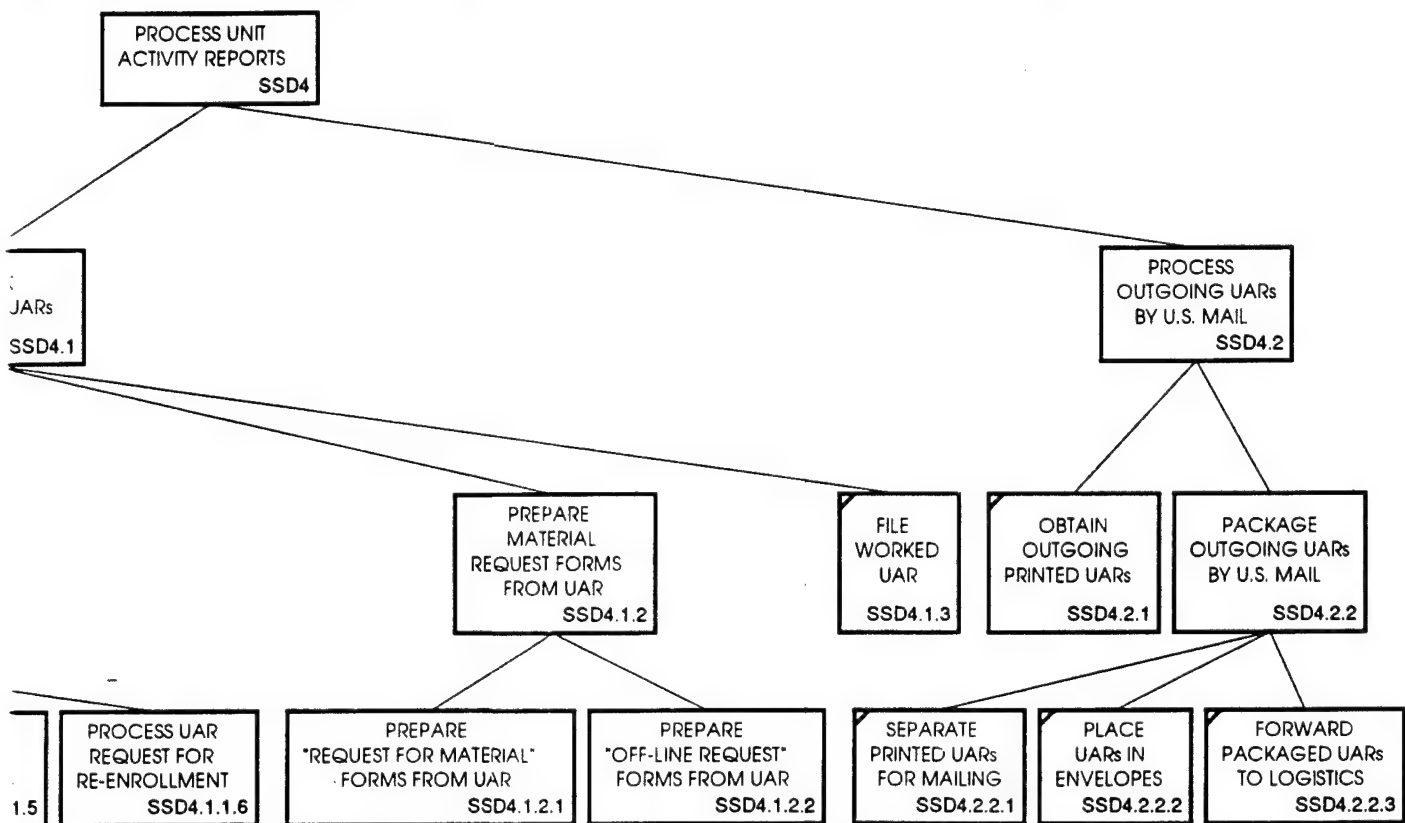 PROCESS UNIT
ACTIVITY REPORTS
SSD4
UARs
SSD4.1
PROCESS
OUTGOING UARs
BY U.S. MAIL
SSD4.2
PREPARE
MATERIAL
REQUEST FORMS
FROM UAR
SSD4.1.2
FILE
WORKED
UAR
SSD4.1.3
OBTAIN
OUTGOING
PRINTED UARs
SSD4.2.1
PACKAGE
OUTGOING UARs
BY U.S. MAIL
SSD4.2.2
1.5
PROCESS UAR
REQUEST FOR
RE-ENROLLMENT
SSD4.1.1.6
PREPARE
"REQUEST FOR MATERIAL"
FORMS FROM UAR
SSD4.1.2.1
PREPARE
"OFF-LINE REQUEST"
FORMS FROM UAR
SSD4.1.2.2
SEPARATE
PRINTED UARs
FOR MAILING
SSD4.2.2.1
PLACE
UARs IN
ENVELOPES
SSD4.2.2.2
FORWARD
PACKAGED UARs
TO LOGISTICS
SSD4.2.2.3